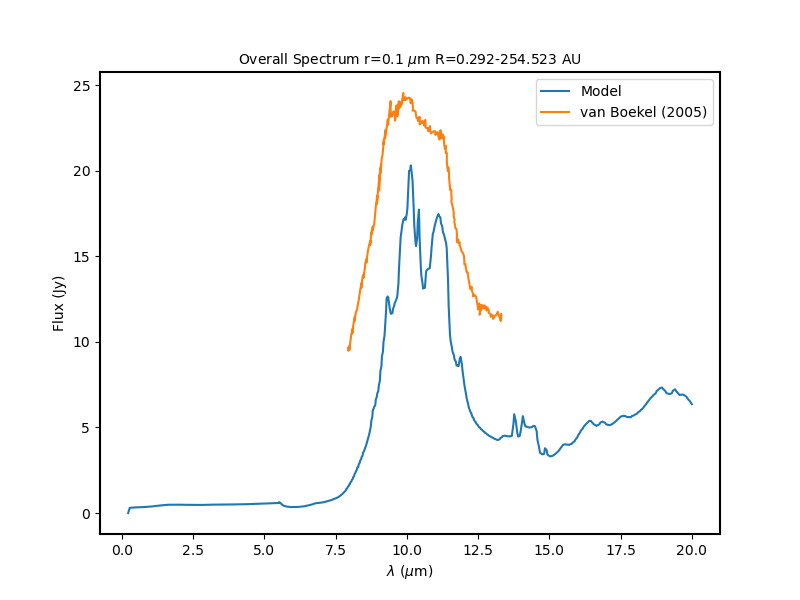 Overall Spectrum r=0.1 μm R=0.292-254.523 AU
Model
van Boekel (2005)
Flux (Jy)
25
20
15
10
5
0
0.0 2.5 5.0 7.5 10.0 12.5 15.0 17.5 20.0
λ (μm)